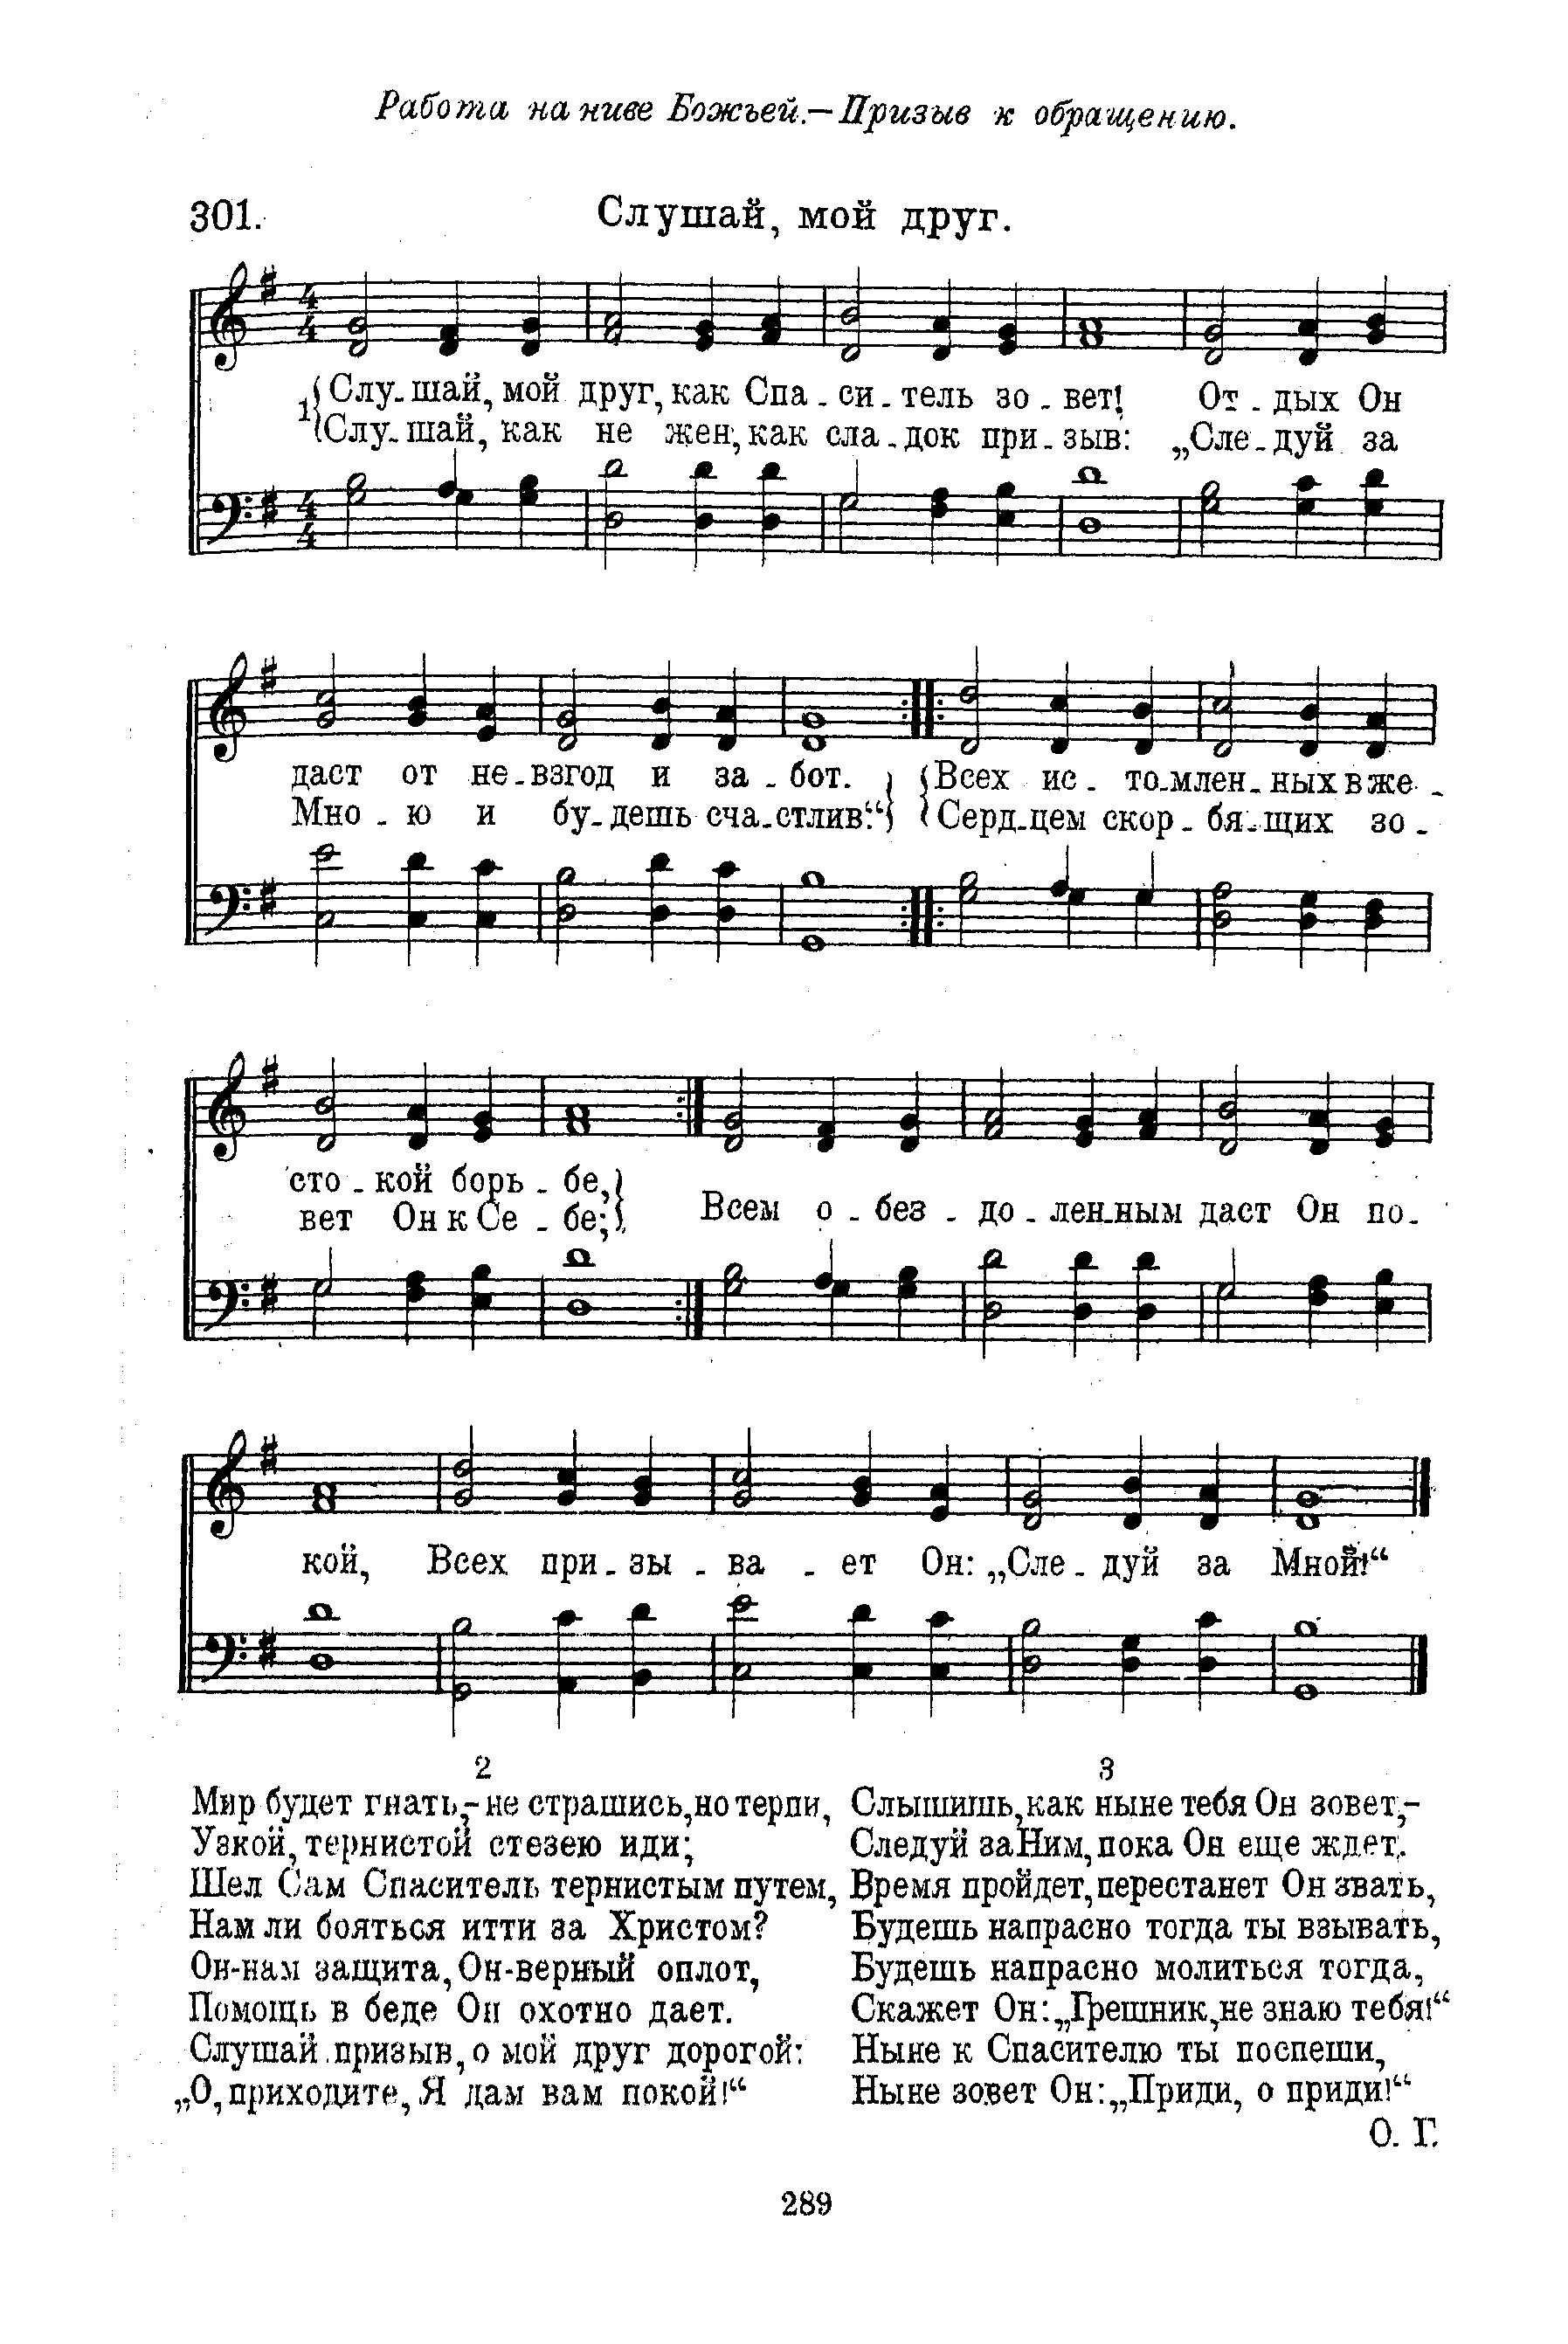 Работа на ниве Божьей.—Призыв к обращению.
301. Слушай, мой друг.
1 Слу-шай, мой друг, как Спа-си-тель зо-вет! От-дых Он
Слу-шай, как не жен, как сла-док при-зыв: „Сле-дуй за
даст от не-взгод и за-бот. Всех ис-то-млен-ных в же-
Мно-ю и бу-дешь сча-стлив.“ Серд-цем скор-бя-щих зо-
сто-кой борь-бе,
вет Он к Се-бе; Всем о-без-до-лен-ным даст Он по-
кой, Всех при-зы-ва-ет Он: „Сле-дуй за Мной!“
2
Мир будет гнать,-не страшись, но терпи,
Узкой, тернистой стезею иди;
Шел Сам Спаситель тернистым путем,
Нам ли бояться итти за Христом?
Он-нам защита, Он-верный оплот,
Помощь в беде Он охотно дает.
Слушай призыв, о мой друг дорогой:
„О, приходите, Я дам вам покой!“
3
Слышишь, как ныне тебя Он зовет,-
Следуй за Ним, пока Он еще ждет.
Время пройдет, перестанет Он звать,
Будешь напрасно тогда ты взывать,
Будешь напрасно молиться тогда,
Скажет Он: „Грешник, не знаю тебя!“
Ныне к Спасителю ты поспеши,
Ныне зовет Он: „Приди, о приди!“
О. Г.
289